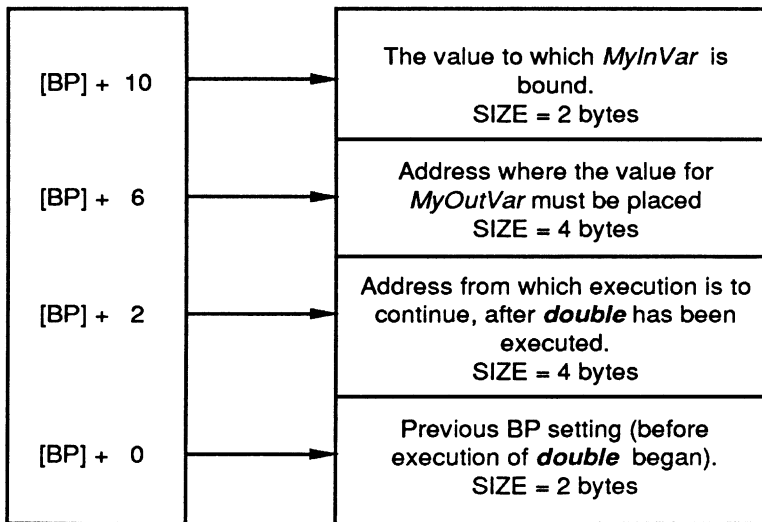 [BP] + 10
The value to which MyInVar is
bound.
SIZE = 2 bytes
[BP] + 6
Address where the value for
MyOutVar must be placed
SIZE = 4 bytes
[BP] + 2
Address from which execution is to
continue, after double has been
executed.
SIZE = 4 bytes
[BP] + 0
Previous BP setting (before
execution of double began).
SIZE = 2 bytes